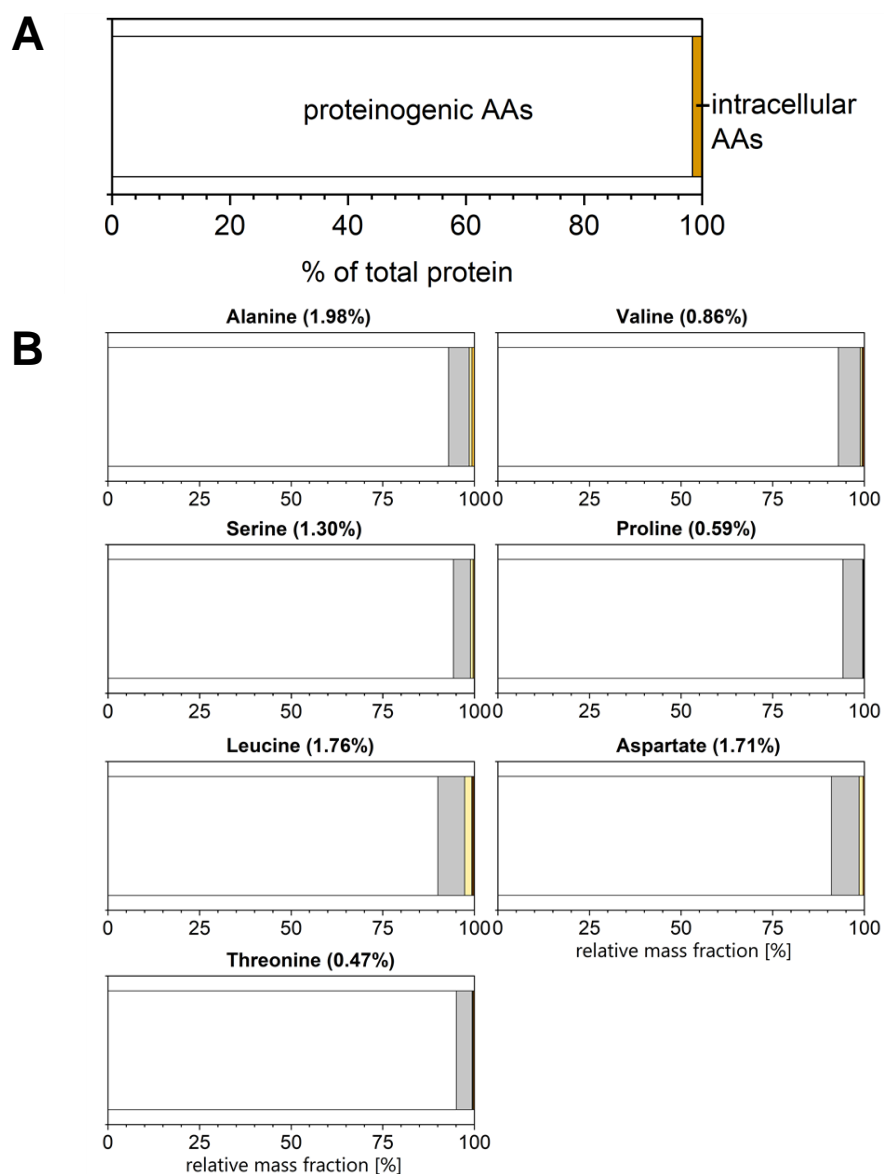 A
proteinogenic AAs
intracellular
AAs
0 20 40 60 80 100
% of total protein
B
Alanine (1.98%)
0 25 50 75 100
Valine (0.86%)
0 25 50 75 100
Serine (1.30%)
0 25 50 75 100
Proline (0.59%)
0 25 50 75 100
Leucine (1.76%)
0 25 50 75 100
Aspartate (1.71%)
0 25 50 75 100
relative mass fraction [%]
Threonine (0.47%)
0 25 50 75 100
relative mass fraction [%]